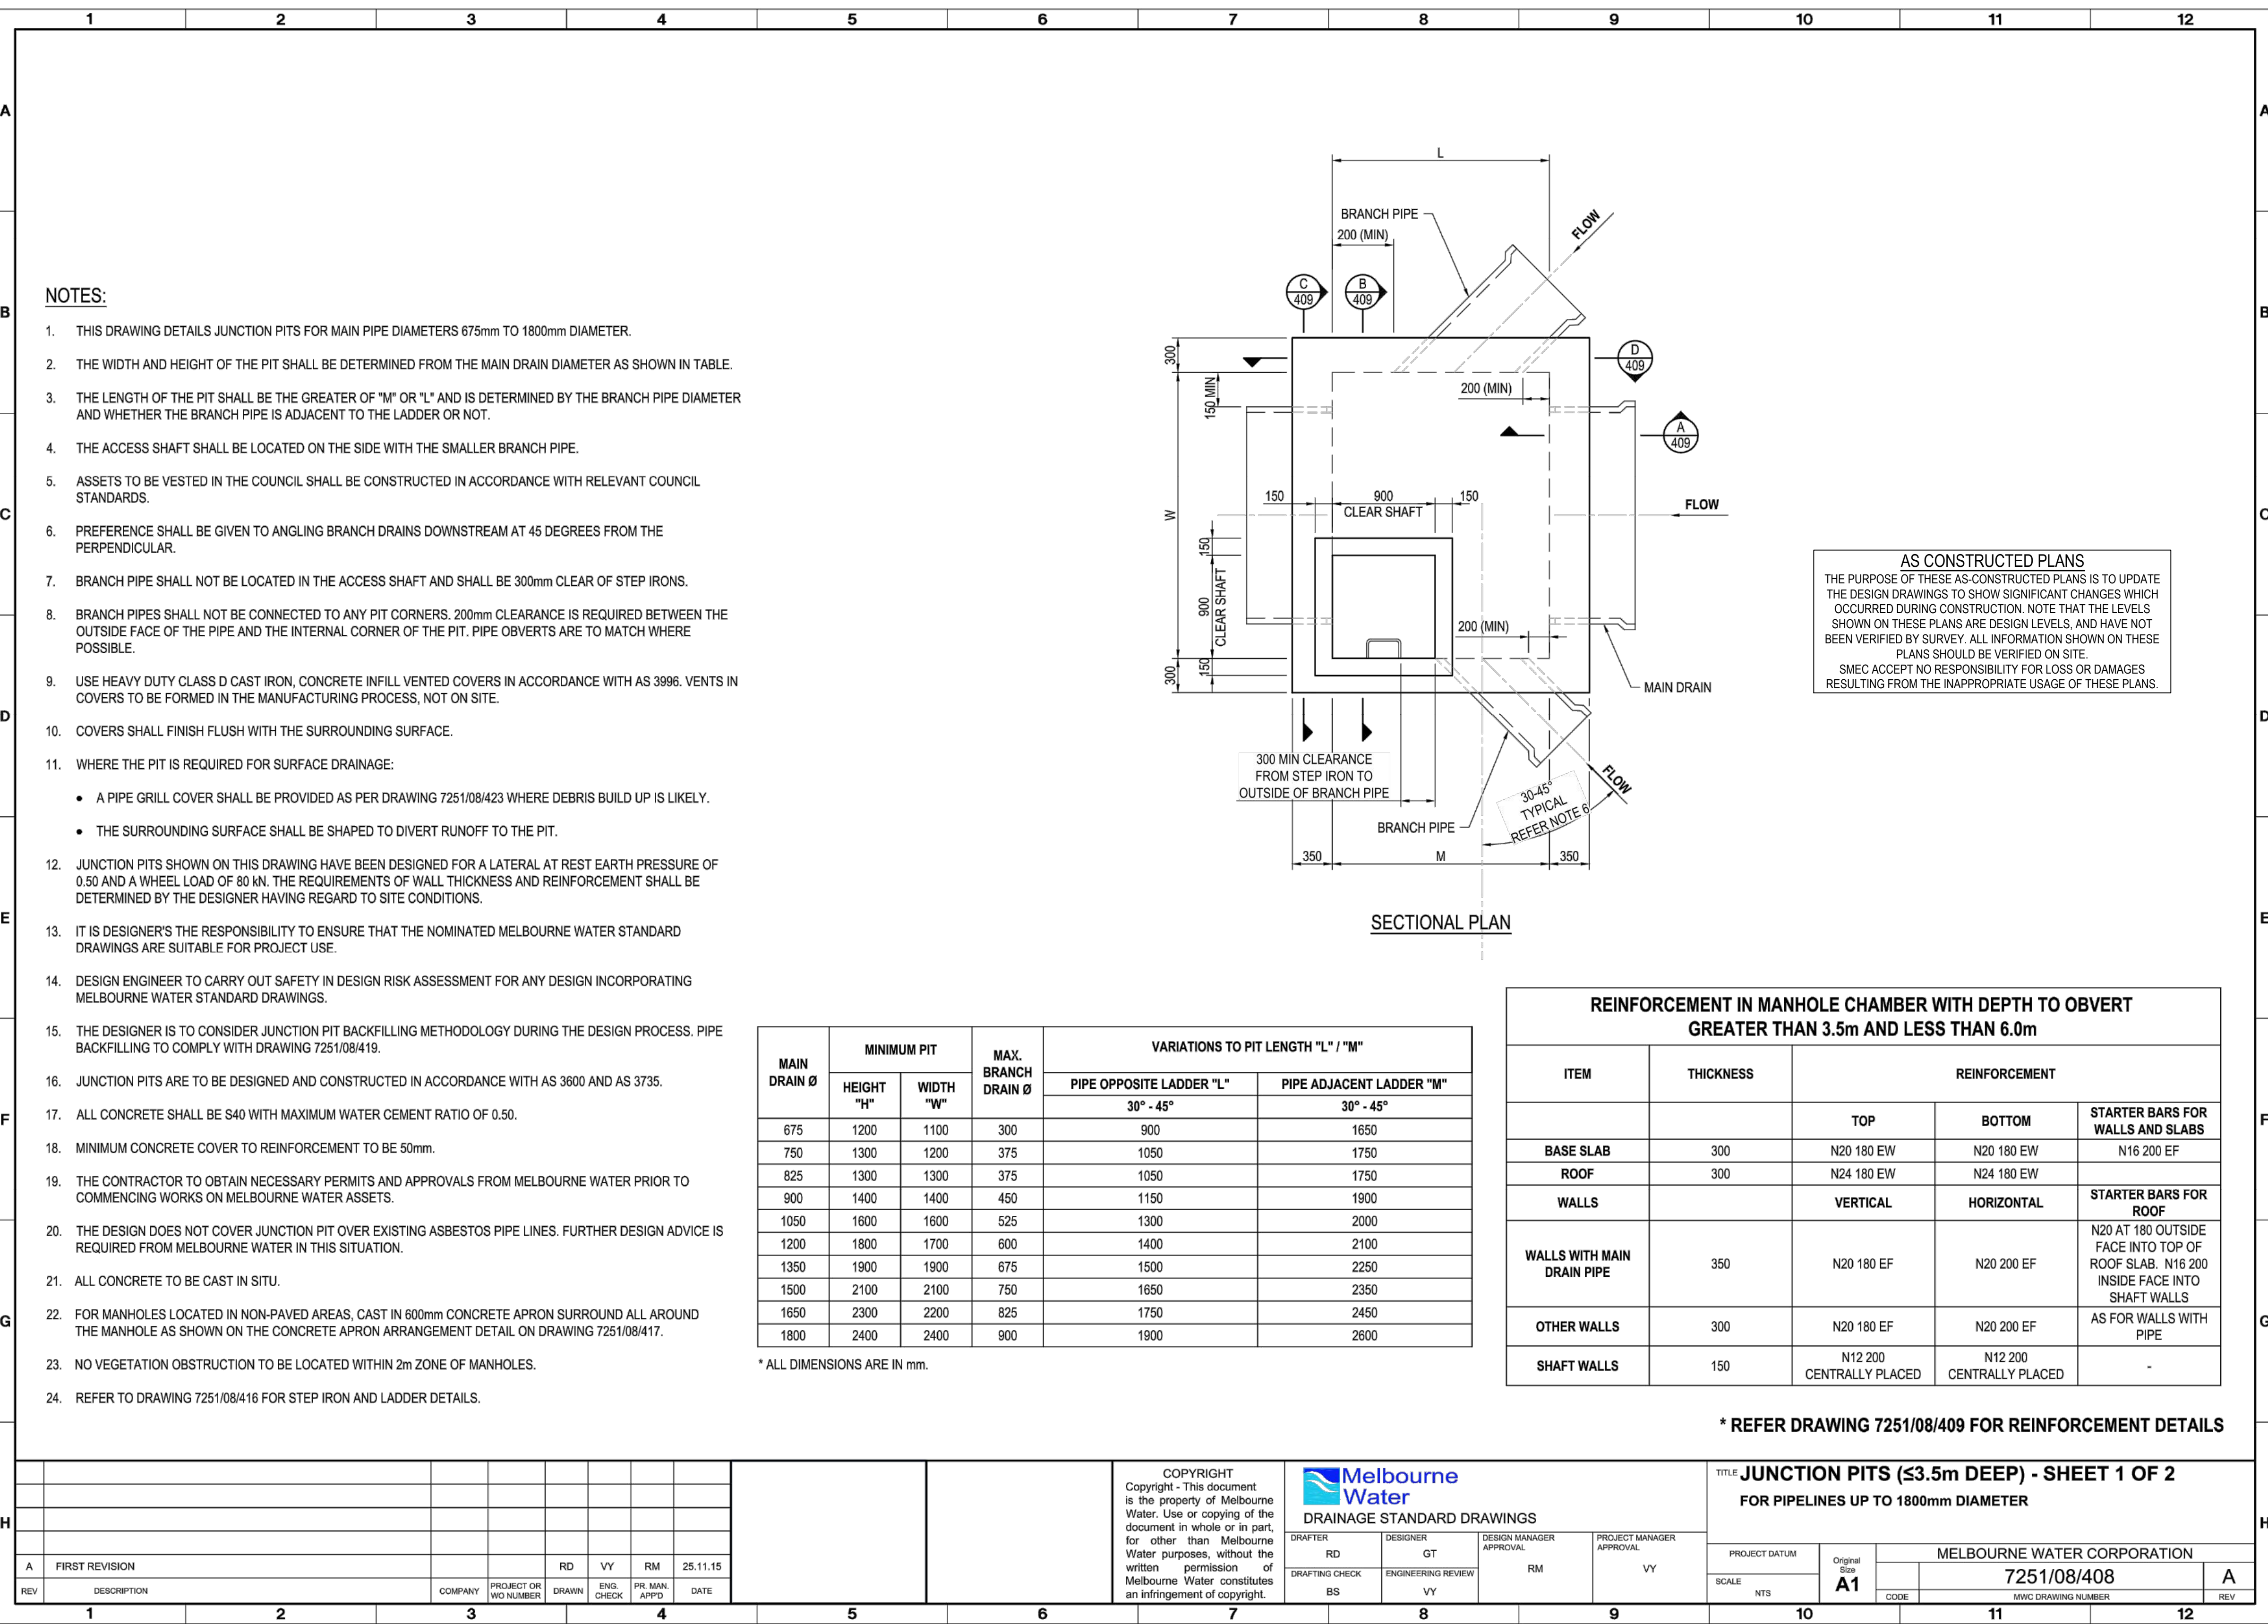 1 2 3 4 5 6 7 8 9 10 11 12
A A
B B
C C
D D
E E
F F
G G
H H
NOTES:
1. THIS DRAWING DETAILS JUNCTION PITS FOR MAIN PIPE DIAMETERS 675mm TO 1800mm DIAMETER.
2. THE WIDTH AND HEIGHT OF THE PIT SHALL BE DETERMINED FROM THE MAIN DRAIN DIAMETER AS SHOWN IN TABLE.
3. THE LENGTH OF THE PIT SHALL BE THE GREATER OF "M" OR "L" AND IS DETERMINED BY THE BRANCH PIPE DIAMETER
AND WHETHER THE BRANCH PIPE IS ADJACENT TO THE LADDER OR NOT.
4. THE ACCESS SHAFT SHALL BE LOCATED ON THE SIDE WITH THE SMALLER BRANCH PIPE.
5. ASSETS TO BE VESTED IN THE COUNCIL SHALL BE CONSTRUCTED IN ACCORDANCE WITH RELEVANT COUNCIL
STANDARDS.
6. PREFERENCE SHALL BE GIVEN TO ANGLING BRANCH DRAINS DOWNSTREAM AT 45 DEGREES FROM THE
PERPENDICULAR.
7. BRANCH PIPE SHALL NOT BE LOCATED IN THE ACCESS SHAFT AND SHALL BE 300mm CLEAR OF STEP IRONS.
8. BRANCH PIPES SHALL NOT BE CONNECTED TO ANY PIT CORNERS. 200mm CLEARANCE IS REQUIRED BETWEEN THE
OUTSIDE FACE OF THE PIPE AND THE INTERNAL CORNER OF THE PIT. PIPE OBVERTS ARE TO MATCH WHERE
POSSIBLE.
9. USE HEAVY DUTY CLASS D CAST IRON, CONCRETE INFILL VENTED COVERS IN ACCORDANCE WITH AS 3996. VENTS IN
COVERS TO BE FORMED IN THE MANUFACTURING PROCESS, NOT ON SITE.
10. COVERS SHALL FINISH FLUSH WITH THE SURROUNDING SURFACE.
11. WHERE THE PIT IS REQUIRED FOR SURFACE DRAINAGE:
• A PIPE GRILL COVER SHALL BE PROVIDED AS PER DRAWING 7251/08/423 WHERE DEBRIS BUILD UP IS LIKELY.
• THE SURROUNDING SURFACE SHALL BE SHAPED TO DIVERT RUNOFF TO THE PIT.
12. JUNCTION PITS SHOWN ON THIS DRAWING HAVE BEEN DESIGNED FOR A LATERAL AT REST EARTH PRESSURE OF
0.50 AND A WHEEL LOAD OF 80 kN. THE REQUIREMENTS OF WALL THICKNESS AND REINFORCEMENT SHALL BE
DETERMINED BY THE DESIGNER HAVING REGARD TO SITE CONDITIONS.
13. IT IS DESIGNER'S THE RESPONSIBILITY TO ENSURE THAT THE NOMINATED MELBOURNE WATER STANDARD
DRAWINGS ARE SUITABLE FOR PROJECT USE.
14. DESIGN ENGINEER TO CARRY OUT SAFETY IN DESIGN RISK ASSESSMENT FOR ANY DESIGN INCORPORATING
MELBOURNE WATER STANDARD DRAWINGS.
15. THE DESIGNER IS TO CONSIDER JUNCTION PIT BACKFILLING METHODOLOGY DURING THE DESIGN PROCESS. PIPE
BACKFILLING TO COMPLY WITH DRAWING 7251/08/419.
16. JUNCTION PITS ARE TO BE DESIGNED AND CONSTRUCTED IN ACCORDANCE WITH AS 3600 AND AS 3735.
17. ALL CONCRETE SHALL BE S40 WITH MAXIMUM WATER CEMENT RATIO OF 0.50.
18. MINIMUM CONCRETE COVER TO REINFORCEMENT TO BE 50mm.
19. THE CONTRACTOR TO OBTAIN NECESSARY PERMITS AND APPROVALS FROM MELBOURNE WATER PRIOR TO
COMMENCING WORKS ON MELBOURNE WATER ASSETS.
20. THE DESIGN DOES NOT COVER JUNCTION PIT OVER EXISTING ASBESTOS PIPE LINES. FURTHER DESIGN ADVICE IS
REQUIRED FROM MELBOURNE WATER IN THIS SITUATION.
21. ALL CONCRETE TO BE CAST IN SITU.
22. FOR MANHOLES LOCATED IN NON-PAVED AREAS, CAST IN 600mm CONCRETE APRON SURROUND ALL AROUND
THE MANHOLE AS SHOWN ON THE CONCRETE APRON ARRANGEMENT DETAIL ON DRAWING 7251/08/417.
23. NO VEGETATION OBSTRUCTION TO BE LOCATED WITHIN 2m ZONE OF MANHOLES.
24. REFER TO DRAWING 7251/08/416 FOR STEP IRON AND LADDER DETAILS.
L
BRANCH PIPE
200 (MIN)
FLOW
C
409
B
409
D
409
300
150 MIN
200 (MIN)
A
409
W
150 900 150
CLEAR SHAFT
FLOW
150
900
CLEAR SHAFT
150
300
200 (MIN)
MAIN DRAIN
300 MIN CLEARANCE
FROM STEP IRON TO
OUTSIDE OF BRANCH PIPE
FLOW
30-45°
TYPICAL
REFER NOTE 6
BRANCH PIPE
350 M 350
SECTIONAL PLAN
AS CONSTRUCTED PLANS
THE PURPOSE OF THESE AS-CONSTRUCTED PLANS IS TO UPDATE
THE DESIGN DRAWINGS TO SHOW SIGNIFICANT CHANGES WHICH
OCCURRED DURING CONSTRUCTION. NOTE THAT THE LEVELS
SHOWN ON THESE PLANS ARE DESIGN LEVELS, AND HAVE NOT
BEEN VERIFIED BY SURVEY. ALL INFORMATION SHOWN ON THESE
PLANS SHOULD BE VERIFIED ON SITE.
SMEC ACCEPT NO RESPONSIBILITY FOR LOSS OR DAMAGES
RESULTING FROM THE INAPPROPRIATE USAGE OF THESE PLANS.
MAIN DRAIN Ø MINIMUM PIT MAX. BRANCH DRAIN Ø VARIATIONS TO PIT LENGTH "L" / "M"
HEIGHT "H" WIDTH "W" PIPE OPPOSITE LADDER "L" PIPE ADJACENT LADDER "M"
30° - 45° 30° - 45°
675 1200 1100 300 900 1650
750 1300 1200 375 1050 1750
825 1300 1300 375 1050 1750
900 1400 1400 450 1150 1900
1050 1600 1600 525 1300 2000
1200 1800 1700 600 1400 2100
1350 1900 1900 675 1500 2250
1500 2100 2100 750 1650 2350
1650 2300 2200 825 1750 2450
1800 2400 2400 900 1900 2600
* ALL DIMENSIONS ARE IN mm.
REINFORCEMENT IN MANHOLE CHAMBER WITH DEPTH TO OBVERT
GREATER THAN 3.5m AND LESS THAN 6.0m
ITEM THICKNESS REINFORCEMENT
TOP BOTTOM STARTER BARS FOR WALLS AND SLABS
BASE SLAB 300 N20 180 EW N20 180 EW N16 200 EF
ROOF 300 N24 180 EW N24 180 EW
WALLS VERTICAL HORIZONTAL STARTER BARS FOR ROOF
WALLS WITH MAIN DRAIN PIPE 350 N20 180 EF N20 200 EF N20 AT 180 OUTSIDE FACE INTO TOP OF ROOF SLAB. N16 200 INSIDE FACE INTO SHAFT WALLS
OTHER WALLS 300 N20 180 EF N20 200 EF AS FOR WALLS WITH PIPE
SHAFT WALLS 150 N12 200 CENTRALLY PLACED N12 200 CENTRALLY PLACED -
* REFER DRAWING 7251/08/409 FOR REINFORCEMENT DETAILS
A FIRST REVISION RD VY RM 25.11.15
REV DESCRIPTION COMPANY PROJECT OR WO NUMBER DRAWN ENG. CHECK PR. MAN. APP'D DATE
COPYRIGHT
Copyright - This document
is the property of Melbourne
Water. Use or copying of the
document in whole or in part,
for other than Melbourne
Water purposes, without the
written permission of
Melbourne Water constitutes
an infringement of copyright.
Melbourne
Water
DRAINAGE STANDARD DRAWINGS
DRAFTER DESIGNER DESIGN MANAGER APPROVAL PROJECT MANAGER APPROVAL
RD GT RM VY
DRAFTING CHECK ENGINEERING REVIEW
BS VY
TITLE JUNCTION PITS (≤3.5m DEEP) - SHEET 1 OF 2
FOR PIPELINES UP TO 1800mm DIAMETER
PROJECT DATUM
SCALE
NTS
Original
Size
A1
MELBOURNE WATER CORPORATION
7251/08/408 A
CODE MWC DRAWING NUMBER REV
1 2 3 4 5 6 7 8 9 10 11 12